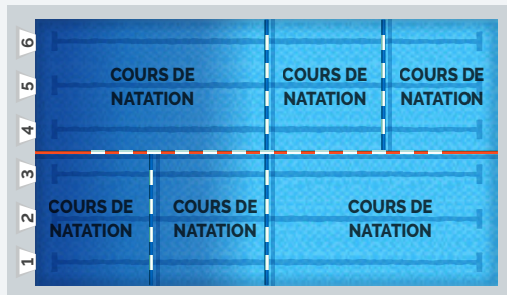 6
COURS DE
NATATION
COURS DE
NATATION
COURS DE
NATATION
5
4
3
COURS DE
NATATION
COURS DE
NATATION
COURS DE
NATATION
2
1